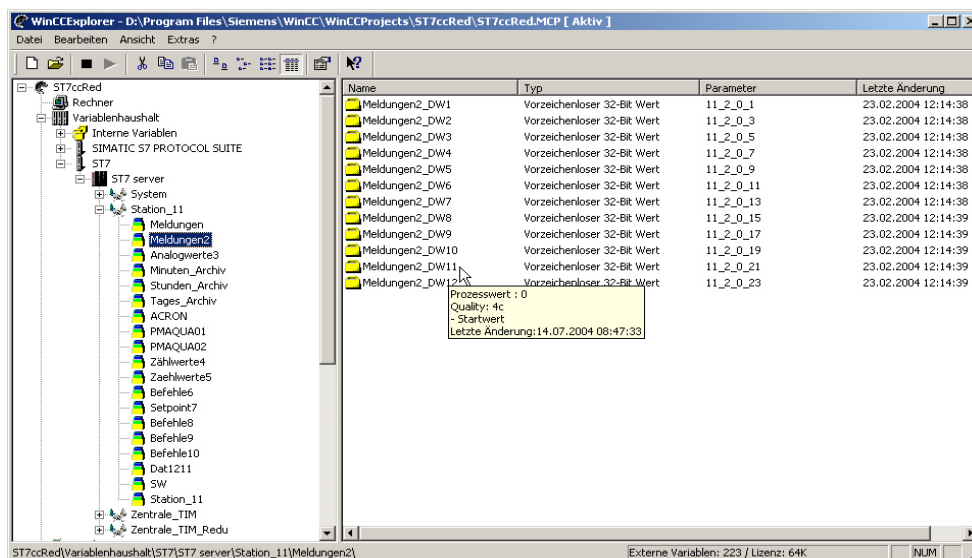 WinCCExplorer - D:\Program Files\Siemens\WinCC\WinCCProjects\ST7ccRed\ST7ccRed.MCP [ Aktiv ]
Datei Bearbeiten Ansicht Extras ?
ST7ccRed
Rechner
Variablenhaushalt
Interne Variablen
SIMATIC S7 PROTOCOL SUITE
ST7
ST7 server
System
Station_11
Meldungen
Meldungen2
Analogwerte3
Minuten_Archiv
Stunden_Archiv
Tages_Archiv
ACRON
PMAQUA01
PMAQUA02
Zählwerte4
Zaehlwerte5
Befehle6
Setpoint7
Befehle8
Befehle9
Befehle10
Dat1211
SW
Station_11
Zentrale_TIM
Zentrale_TIM_Redu
Name Typ Parameter Letzte Änderung
Meldungen2_DW1 Vorzeichenloser 32-Bit Wert 11_2_0_1 23.02.2004 12:14:38
Meldungen2_DW2 Vorzeichenloser 32-Bit Wert 11_2_0_3 23.02.2004 12:14:38
Meldungen2_DW3 Vorzeichenloser 32-Bit Wert 11_2_0_5 23.02.2004 12:14:38
Meldungen2_DW4 Vorzeichenloser 32-Bit Wert 11_2_0_7 23.02.2004 12:14:38
Meldungen2_DW5 Vorzeichenloser 32-Bit Wert 11_2_0_9 23.02.2004 12:14:38
Meldungen2_DW6 Vorzeichenloser 32-Bit Wert 11_2_0_11 23.02.2004 12:14:38
Meldungen2_DW7 Vorzeichenloser 32-Bit Wert 11_2_0_13 23.02.2004 12:14:38
Meldungen2_DW8 Vorzeichenloser 32-Bit Wert 11_2_0_15 23.02.2004 12:14:39
Meldungen2_DW9 Vorzeichenloser 32-Bit Wert 11_2_0_17 23.02.2004 12:14:39
Meldungen2_DW10 Vorzeichenloser 32-Bit Wert 11_2_0_19 23.02.2004 12:14:39
Meldungen2_DW11 Vorzeichenloser 32-Bit Wert 11_2_0_21 23.02.2004 12:14:39
Meldungen2_DW12 Vorzeichenloser 32-Bit Wert 11_2_0_23 23.02.2004 12:14:39
Prozesswert : 0
Quality: 4c
- Startwert
Letzte Änderung:14.07.2004 08:47:33
ST7ccRed\Variablenhaushalt\ST7\ST7 server\Station_11\Meldungen2\ Externe Variablen: 223 / Lizenz: 64K NUM